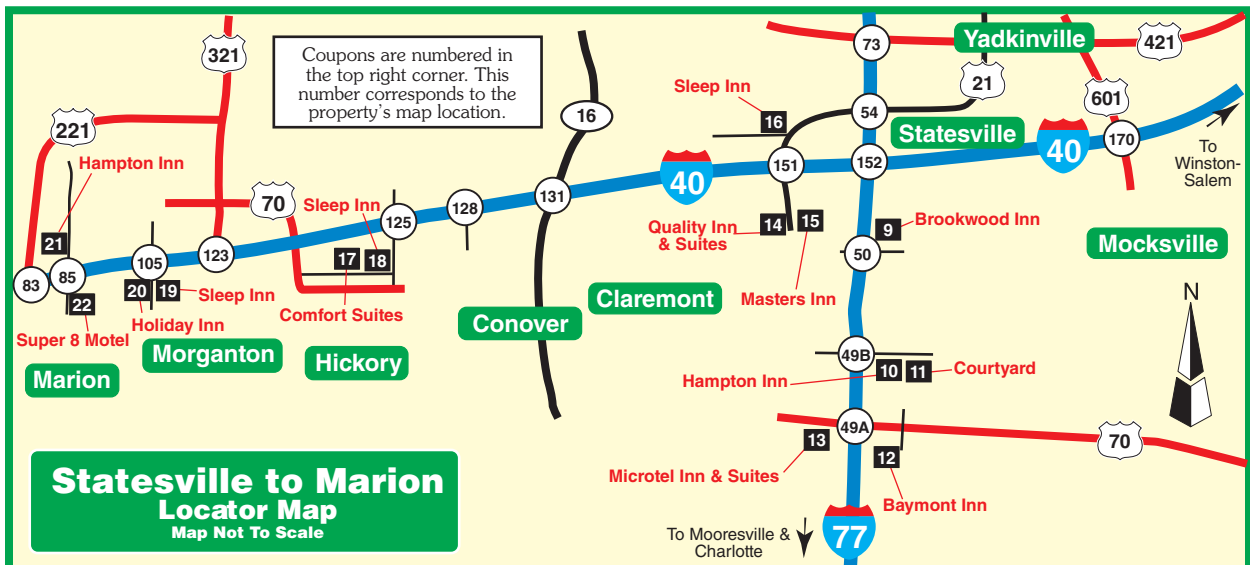 321
Coupons are numbered in
the top right corner. This
number corresponds to the
property's map location.
73
Yadkinville
421
21
601
221
16
Sleep Inn
16
54
Statesville
170
To
Winston-
Salem
Hampton Inn
40
151
152
40
70
Sleep Inn
125
128
131
21
Quality Inn
& Suites
14
15
9
Brookwood Inn
Mocksville
83
85
105
123
17
18
50
22
20
19
Sleep Inn
Claremont
Masters Inn
Super 8 Motel
Holiday Inn
Comfort Suites
Conover
N
Marion
Morganton
Hickory
49B
Hampton Inn
10
11
Courtyard
49A
13
12
70
Microtel Inn & Suites
Baymont Inn
Statesville to Marion
Locator Map
Map Not To Scale
To Mooresville &
Charlotte
77